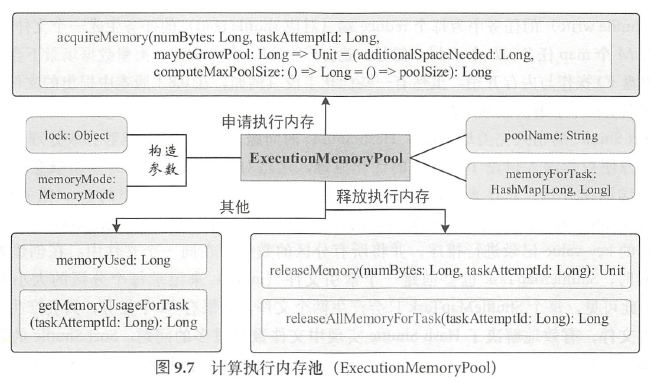 acquireMemory(numBytes: Long, taskAttemptId: Long,
maybeGrowPool: Long => Unit = (additionalSpaceNeeded: Long,
computeMaxPoolSize: () => Long = () => poolSize): Long
申请执行内存
lock: Object
memoryMode:
MemoryMode
构造
参数
ExecutionMemoryPool
poolName: String
memoryForTask:
HashMap[Long, Long]
其他
释放执行内存
memoryUsed: Long
getMemoryUsageForTask
(taskAttemptId: Long): Long
releaseMemory(numBytes: Long, taskAttemptId: Long): Unit
releaseAllMemoryForTask(taskAttemptId: Long): Long
图 9.7 计算执行内存池(ExecutionMemoryPool)